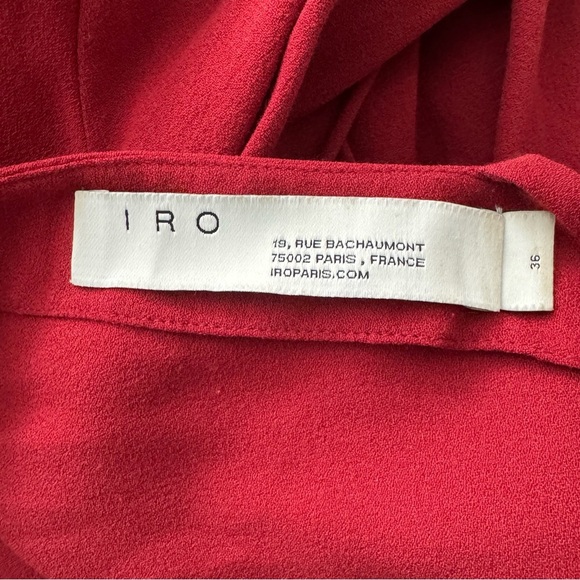 IRO
19, RUE BACHAUMONT
75002 PARIS, FRANCE
IROPARIS.COM
36